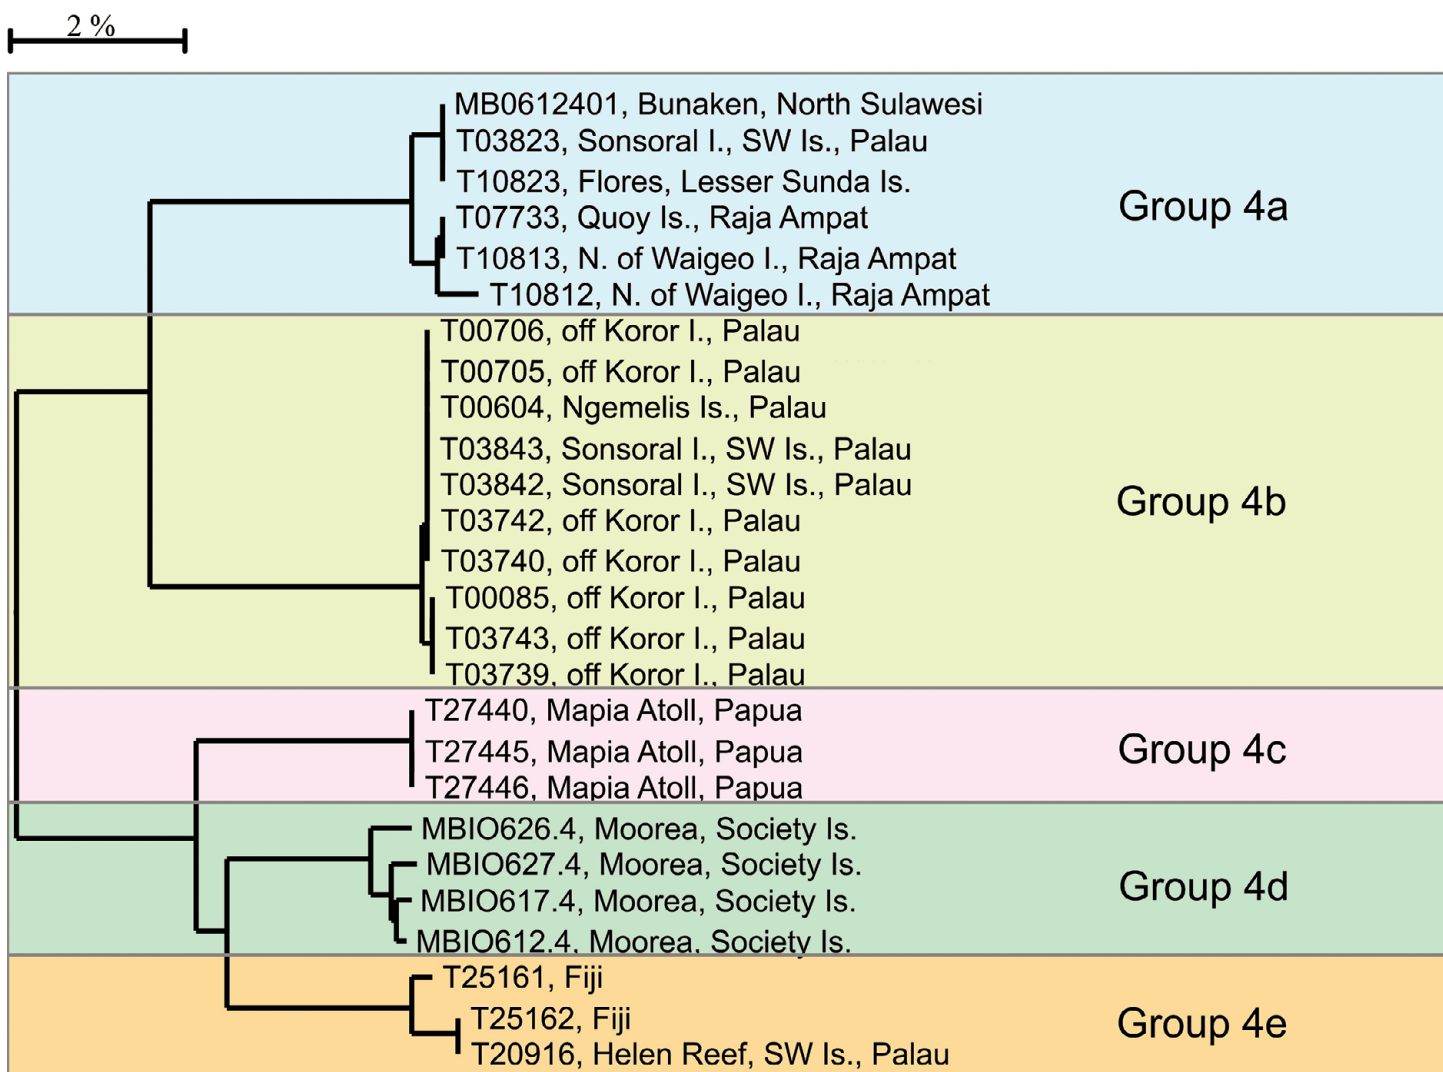 2 %
MB0612401, Bunaken, North Sulawesi
T03823, Sonsoral I., SW Is., Palau
T10823, Flores, Lesser Sunda Is.
T07733, Quoy Is., Raja Ampat
Group 4a
T10813, N. of Waigeo I., Raja Ampat
T10812, N. of Waigeo I., Raja Ampat
T00706, off Koror I., Palau
T00705, off Koror I., Palau
T00604, Ngemelis Is., Palau
T03843, Sonsoral I., SW Is., Palau
T03842, Sonsoral I., SW Is., Palau
Group 4b
T03742, off Koror I., Palau
T03740, off Koror I., Palau
T00085, off Koror I., Palau
T03743, off Koror I., Palau
T03739, off Koror I., Palau
T27440, Mapia Atoll, Papua
T27445, Mapia Atoll, Papua
Group 4c
T27446, Mapia Atoll, Papua
MBIO626.4, Moorea, Society Is.
MBIO627.4, Moorea, Society Is.
Group 4d
MBIO617.4, Moorea, Society Is.
MBIO612.4, Moorea, Society Is.
T25161, Fiji
T25162, Fiji
Group 4e
T20916, Helen Reef, SW Is., Palau